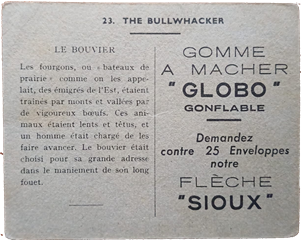 23. THE BULLWHACKER
LE BOUVIER
Les fourgons, ou « bateaux de
prairie » comme on les appe-
lait, des émigrés de l'Est, étaient
traînés par monts et vallées par
de vigoureux bœufs. Ces ani-
maux étaient lents et têtus, et
un homme était chargé de les
faire avancer. Le bouvier était
choisi pour sa grande adresse
dans le maniement de son long
fouet.
GOMME
A MACHER
"GLOBO"
GONFLABLE
Demandez
contre 25 Enveloppes
notre
FLÈCHE
"SIOUX"